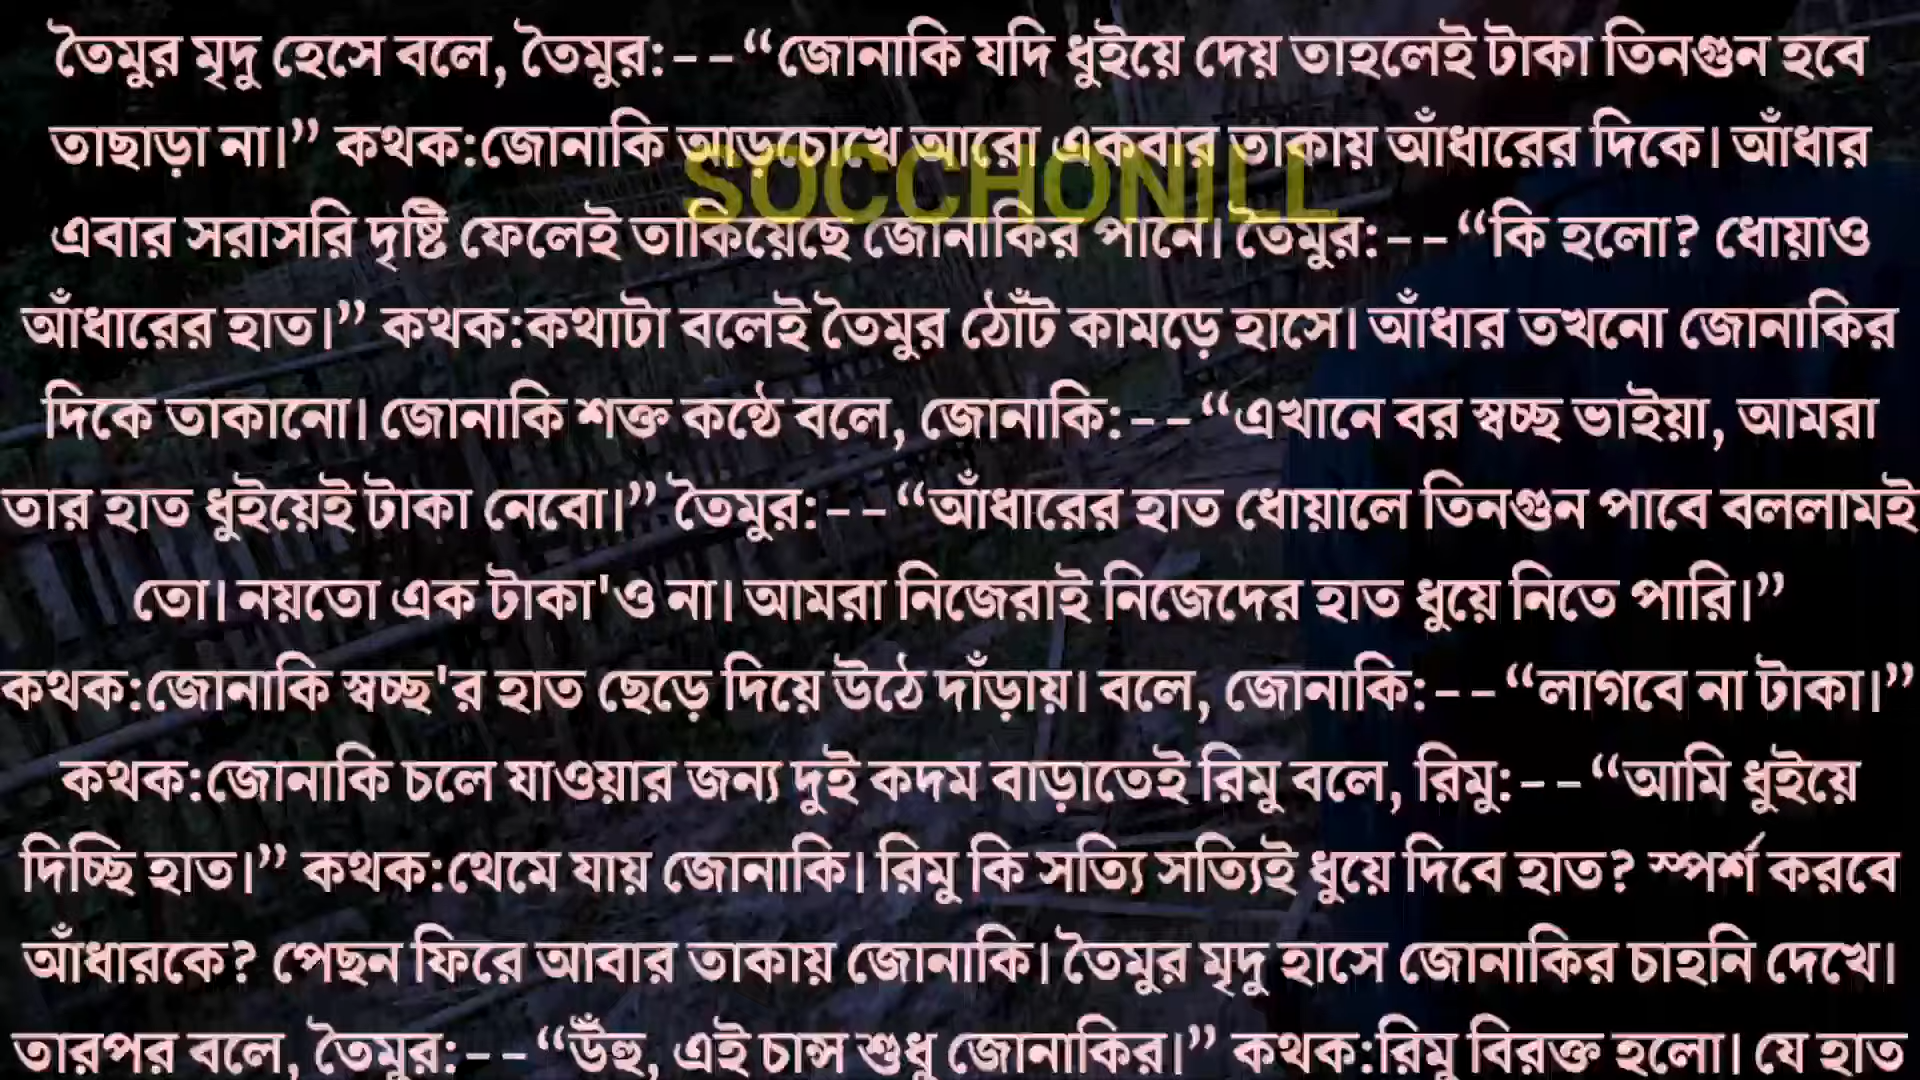 তৈমুর মৃদু হেসে বলে, তৈমুর:--“জোনাকি যদি ধুইয়ে দেয় তাহলেই টাকা তিনগুন হবে
তাছাড়া না।” কথক:জোনাকি আড়চোখে আরো একবার তাকায় আঁধারের দিকে। আঁধার
SOCCHONILL
এবার সরাসরি দৃষ্টি ফেলেই তাকিয়েছে জোনাকির পানে। তৈমুর:--“কি হলো? ধোয়াও
আঁধারের হাত।” কথক:কথাটা বলেই তৈমুর ঠোঁট কামড়ে হাসে। আঁধার তখনো জোনাকির
দিকে তাকানো। জোনাকি শক্ত কন্ঠে বলে, জোনাকি:--“এখানে বর স্বচ্ছ ভাইয়া, আমরা
তার হাত ধুইয়েই টাকা নেবো।” তৈমুর:--“আঁধারের হাত ধোয়ালে তিনগুন পাবে বললামই
তো। নয়তো এক টাকা'ও না। আমরা নিজেরাই নিজেদের হাত ধুয়ে নিতে পারি।”
কথক:জোনাকি স্বচ্ছ'র হাত ছেড়ে দিয়ে উঠে দাঁড়ায়। বলে, জোনাকি:--“লাগবে না টাকা।”
কথক:জোনাকি চলে যাওয়ার জন্য দুই কদম বাড়াতেই রিমু বলে, রিমু:--“আমি ধুইয়ে
দিচ্ছি হাত।” কথক:থেমে যায় জোনাকি। রিমু কি সত্যি সত্যিই ধুয়ে দিবে হাত? স্পর্শ করবে
আঁধারকে? পেছন ফিরে আবার তাকায় জোনাকি। তৈমুর মৃদু হাসে জোনাকির চাহনি দেখে।
তারপর বলে, তৈমুর:--“উঁহু, এই চান্স শুধু জোনাকির।” কথক:রিমু বিরক্ত হলো। যে হাত